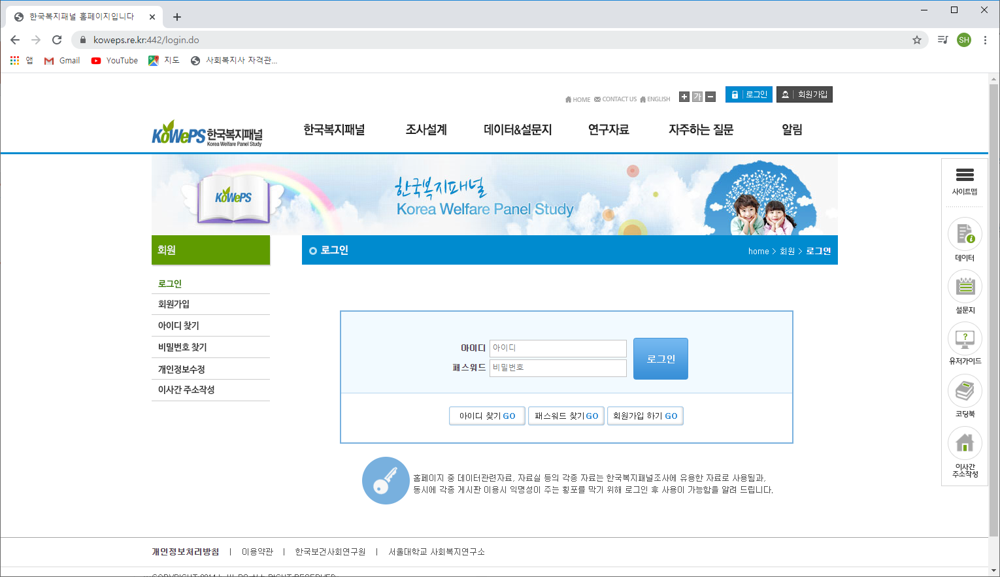 한국복지패널 홈페이지입니다
koweps.re.kr:442/login.do
SH
앱 Gmail YouTube 지도 사회복지사 자격관...
HOME CONTACT US ENGLISH 가 로그인 회원가입
KoWePS 한국복지패널
Korea Welfare Panel Study
한국복지패널 조사설계 데이터&설문지 연구자료 자주하는 질문 알림
KoWePS
한국복지패널
Korea Welfare Panel Study
회원
로그인
home > 회원 > 로그인
로그인
회원가입
아이디 찾기
비밀번호 찾기
개인정보수정
이사간 주소작성
아이디 아이디
패스워드 비밀번호
로그인
아이디 찾기 GO 패스워드 찾기 GO 회원가입 하기 GO
홈페이지 중 데이터관련자료, 자료실 등의 각종 자료는 한국복지패널조사에 유용한 자료로 사용됨과,
동시에 각종 게시판 이용시 익명성이 주는 횡포를 막기 위해 로그인 후 사용이 가능함을 알려 드립니다.
사이트맵
데이터
설문지
유저가이드
코딩북
이사간
주소작성
개인정보처리방침 | 이용약관 | 한국보건사회연구원 | 서울대학교 사회복지연구소